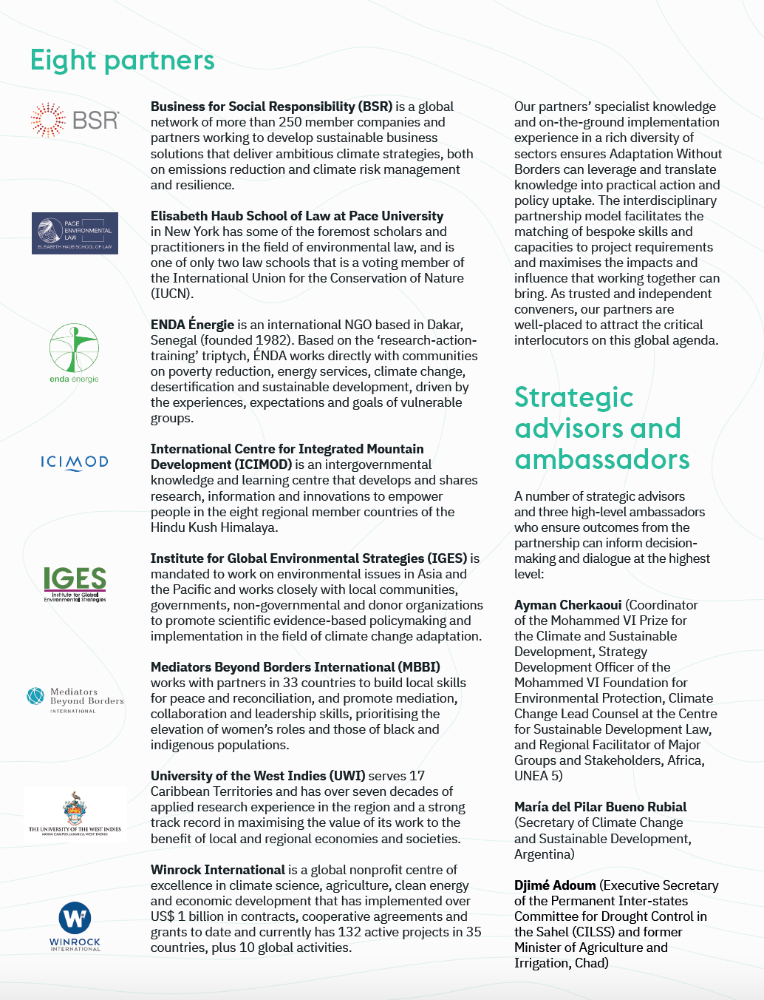 Eight partners
BSR
Business for Social Responsibility (BSR) is a global
network of more than 250 member companies and
partners working to develop sustainable business
solutions that deliver ambitious climate strategies, both
on emissions reduction and climate risk management
and resilience.
PACE
ENVIRONMENTAL
LAW
ELISABETH HAUB SCHOOL OF LAW
Elisabeth Haub School of Law at Pace University
in New York has some of the foremost scholars and
practitioners in the field of environmental law, and is
one of only two law schools that is a voting member of
the International Union for the Conservation of Nature
(IUCN).
enda énergie
ENDA Énergie is an international NGO based in Dakar,
Senegal (founded 1982). Based on the ‘research-action-
training’ triptych, ÉNDA works directly with communities
on poverty reduction, energy services, climate change,
desertification and sustainable development, driven by
the experiences, expectations and goals of vulnerable
groups.
ICIMOD
International Centre for Integrated Mountain
Development (ICIMOD) is an intergovernmental
knowledge and learning centre that develops and shares
research, information and innovations to empower
people in the eight regional member countries of the
Hindu Kush Himalaya.
IGES
Institute for Global
Environmental Strategies
Institute for Global Environmental Strategies (IGES) is
mandated to work on environmental issues in Asia and
the Pacific and works closely with local communities,
governments, non-governmental and donor organizations
to promote scientific evidence-based policymaking and
implementation in the field of climate change adaptation.
Mediators
Beyond Borders
INTERNATIONAL
Mediators Beyond Borders International (MBBI)
works with partners in 33 countries to build local skills
for peace and reconciliation, and promote mediation,
collaboration and leadership skills, prioritising the
elevation of women’s roles and those of black and
indigenous populations.
THE UNIVERSITY OF THE WEST INDIES
MONA CAMPUS, JAMAICA, WEST INDIES
University of the West Indies (UWI) serves 17
Caribbean Territories and has over seven decades of
applied research experience in the region and a strong
track record in maximising the value of its work to the
benefit of local and regional economies and societies.
W
WINROCK
INTERNATIONAL
Winrock International is a global nonprofit centre of
excellence in climate science, agriculture, clean energy
and economic development that has implemented over
US$ 1 billion in contracts, cooperative agreements and
grants to date and currently has 132 active projects in 35
countries, plus 10 global activities.
Our partners’ specialist knowledge
and on-the-ground implementation
experience in a rich diversity of
sectors ensures Adaptation Without
Borders can leverage and translate
knowledge into practical action and
policy uptake. The interdisciplinary
partnership model facilitates the
matching of bespoke skills and
capacities to project requirements
and maximises the impacts and
influence that working together can
bring. As trusted and independent
conveners, our partners are
well-placed to attract the critical
interlocutors on this global agenda.
Strategic
advisors and
ambassadors
A number of strategic advisors
and three high-level ambassadors
who ensure outcomes from the
partnership can inform decision-
making and dialogue at the highest
level:
Ayman Cherkaoui (Coordinator
of the Mohammed VI Prize for
the Climate and Sustainable
Development, Strategy
Development Officer of the
Mohammed VI Foundation for
Environmental Protection, Climate
Change Lead Counsel at the Centre
for Sustainable Development Law,
and Regional Facilitator of Major
Groups and Stakeholders, Africa,
UNEA 5)
María del Pilar Bueno Rubial
(Secretary of Climate Change
and Sustainable Development,
Argentina)
Djimé Adoum (Executive Secretary
of the Permanent Inter-states
Committee for Drought Control in
the Sahel (CILSS) and former
Minister of Agriculture and
Irrigation, Chad)